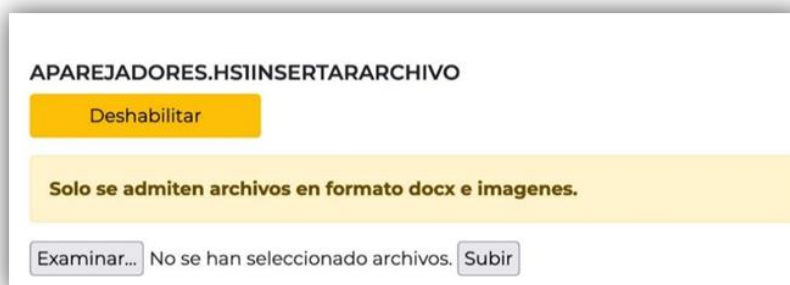 APAREJADORES.HS1INSERTARARCHIVO
Deshabilitar
Solo se admiten archivos en formato docx e imagenes.
Examinar... No se han seleccionado archivos. Subir